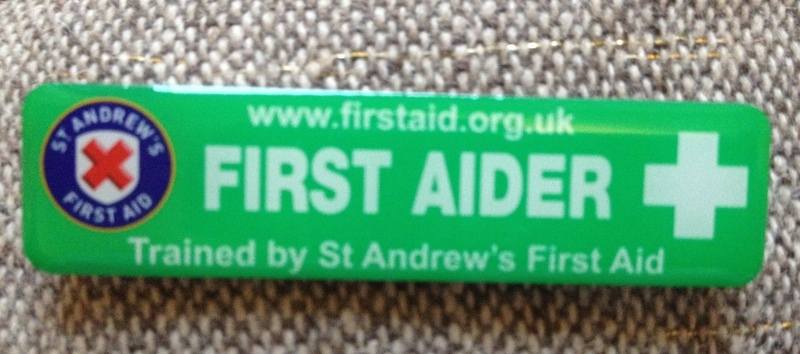 ST ANDREW'S
FIRST AID
www.firstaid.org.uk
FIRST AIDER
Trained by St Andrew's First Aid